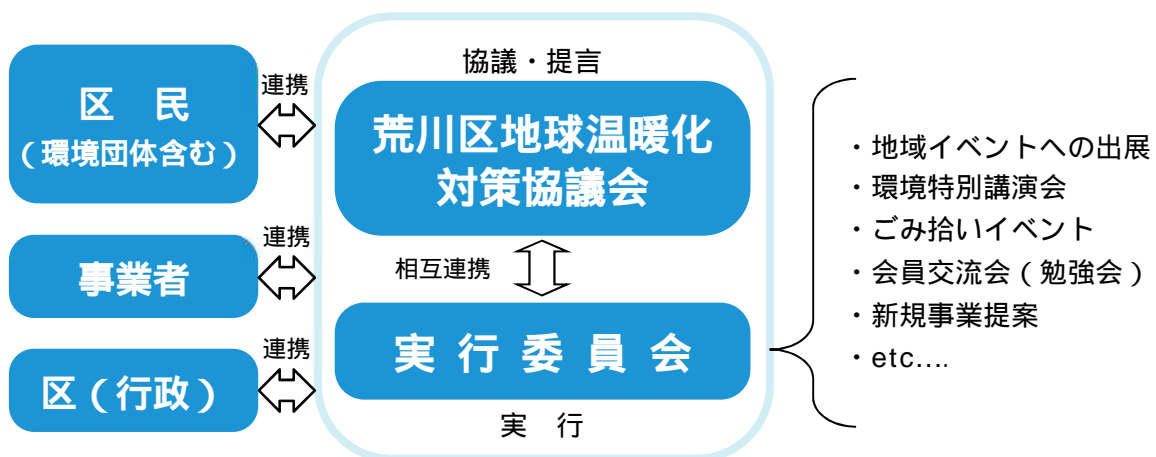 区 民
（環境団体含む）
連携
事業者
連携
区（行政）
連携
協議・提言
荒川区地球温暖化
対策協議会
相互連携
実 行 委 員 会
実 行
・地域イベントへの出展
・環境特別講演会
・ごみ拾いイベント
・会員交流会（勉強会）
・新規事業提案
・etc....